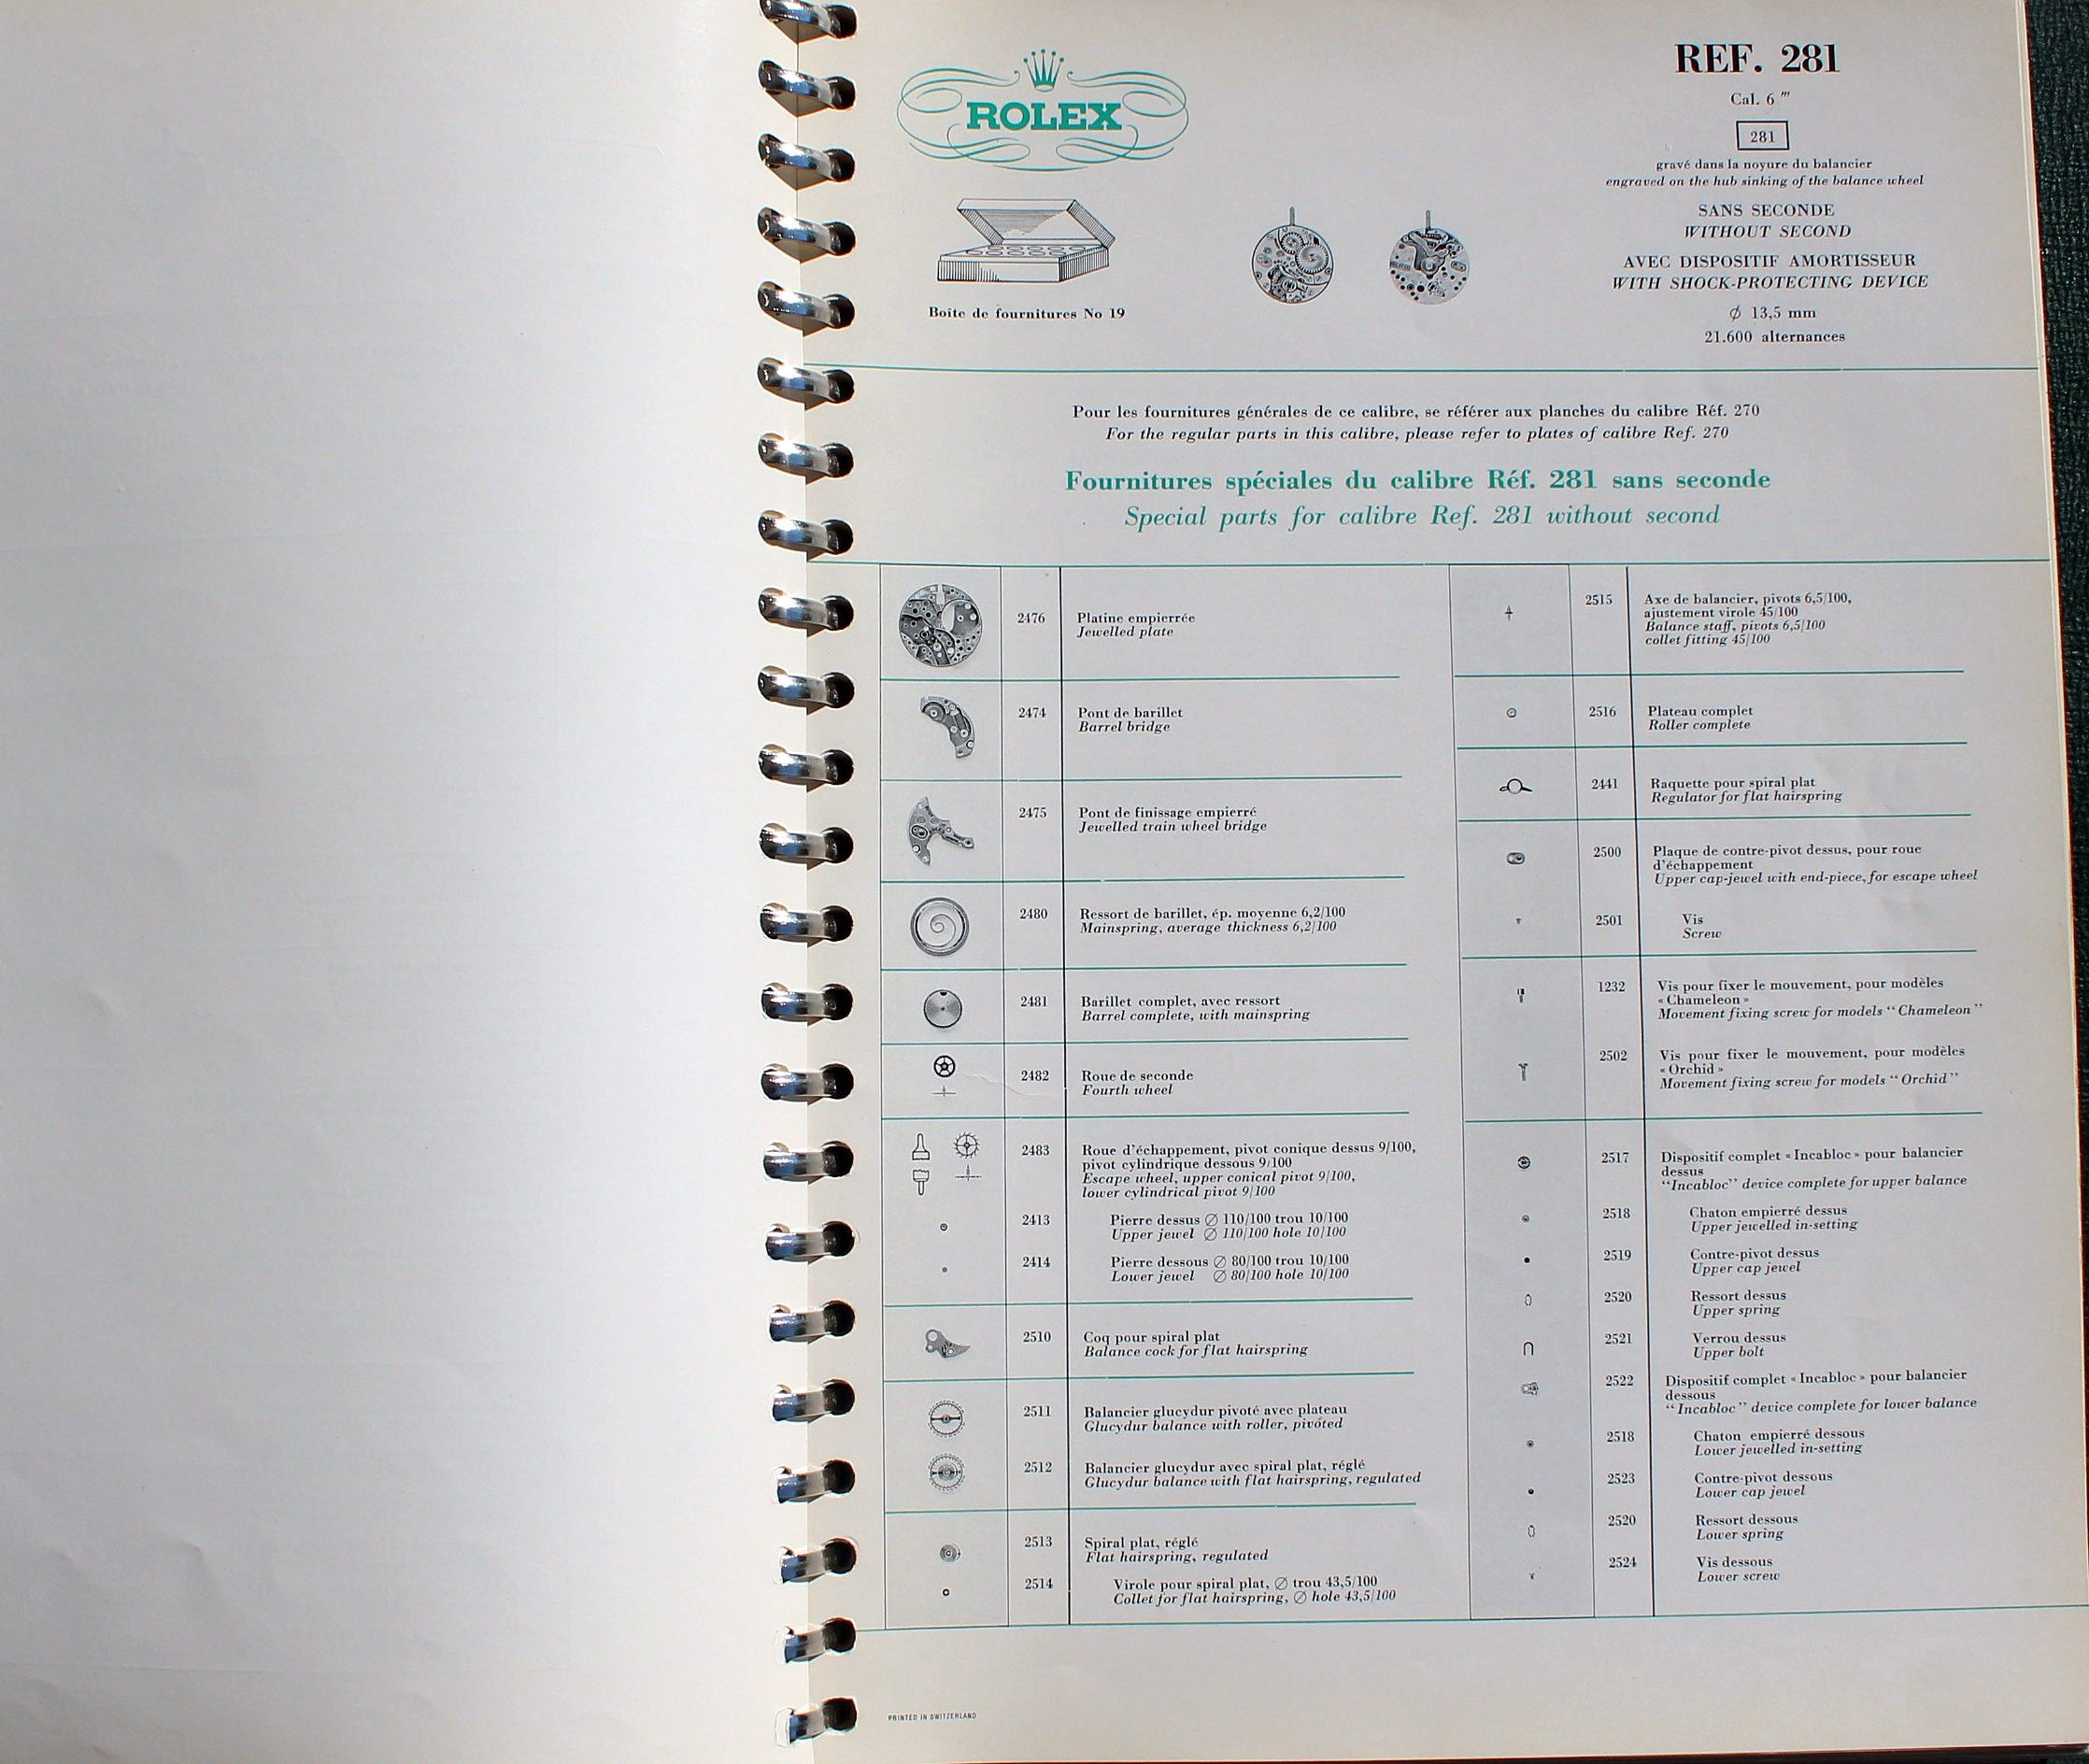 ROLEX
REF. 281
Cal. 6 ‴
281
gravé dans la noyure du balancier
engraved on the hub sinking of the balance wheel
SANS SECONDE
WITHOUT SECOND
AVEC DISPOSITIF AMORTISSEUR
WITH SHOCK-PROTECTING DEVICE
∅ 13,5 mm
21.600 alternances
Boîte de fournitures No 19
Pour les fournitures générales de ce calibre, se référer aux planches du calibre Réf. 270
For the regular parts in this calibre, please refer to plates of calibre Ref. 270
Fournitures spéciales du calibre Réf. 281 sans seconde
Special parts for calibre Ref. 281 without second
2476 Platine empierrée
Jewelled plate
2474 Pont de barillet
Barrel bridge
2475 Pont de finissage empierré
Jewelled train wheel bridge
2480 Ressort de barillet, ép. moyenne 6,2/100
Mainspring, average thickness 6,2/100
2481 Barillet complet, avec ressort
Barrel complete, with mainspring
2482 Roue de seconde
Fourth wheel
2483 Roue d'échappement, pivot conique dessus 9/100,
pivot cylindrique dessous 9/100
Escape wheel, upper conical pivot 9/100,
lower cylindrical pivot 9/100
2413 Pierre dessus ∅ 110/100 trou 10/100
Upper jewel ∅ 110/100 hole 10/100
2414 Pierre dessous ∅ 80/100 trou 10/100
Lower jewel ∅ 80/100 hole 10/100
2510 Coq pour spiral plat
Balance cock for flat hairspring
2511 Balancier glucydur pivoté avec plateau
Glucydur balance with roller, pivoted
2512 Balancier glucydur avec spiral plat, réglé
Glucydur balance with flat hairspring, regulated
2513 Spiral plat, réglé
Flat hairspring, regulated
2514 Virole pour spiral plat, ∅ trou 43,5/100
Collet for flat hairspring, ∅ hole 43,5/100
2515 Axe de balancier, pivots 6,5/100,
ajustement virole 45/100
Balance staff, pivots 6,5/100
collet fitting 45/100
2516 Plateau complet
Roller complete
2441 Raquette pour spiral plat
Regulator for flat hairspring
2500 Plaque de contre-pivot dessus, pour roue
d'échappement
Upper cap-jewel with end-piece, for escape wheel
2501 Vis
Screw
1232 Vis pour fixer le mouvement, pour modèles
« Chameleon »
Movement fixing screw for models “ Chameleon ”
2502 Vis pour fixer le mouvement, pour modèles
« Orchid »
Movement fixing screw for models “ Orchid ”
2517 Dispositif complet « Incabloc » pour balancier
dessus
“Incabloc” device complete for upper balance
2518 Chaton empierré dessus
Upper jewelled in-setting
2519 Contre-pivot dessus
Upper cap jewel
2520 Ressort dessus
Upper spring
2521 Verrou dessus
Upper bolt
2522 Dispositif complet « Incabloc » pour balancier
dessous
“ Incabloc ” device complete for lower balance
2518 Chaton empierré dessous
Lower jewelled in-setting
2523 Contre-pivot dessous
Lower cap jewel
2520 Ressort dessous
Lower spring
2524 Vis dessous
Lower screw
PRINTED IN SWITZERLAND